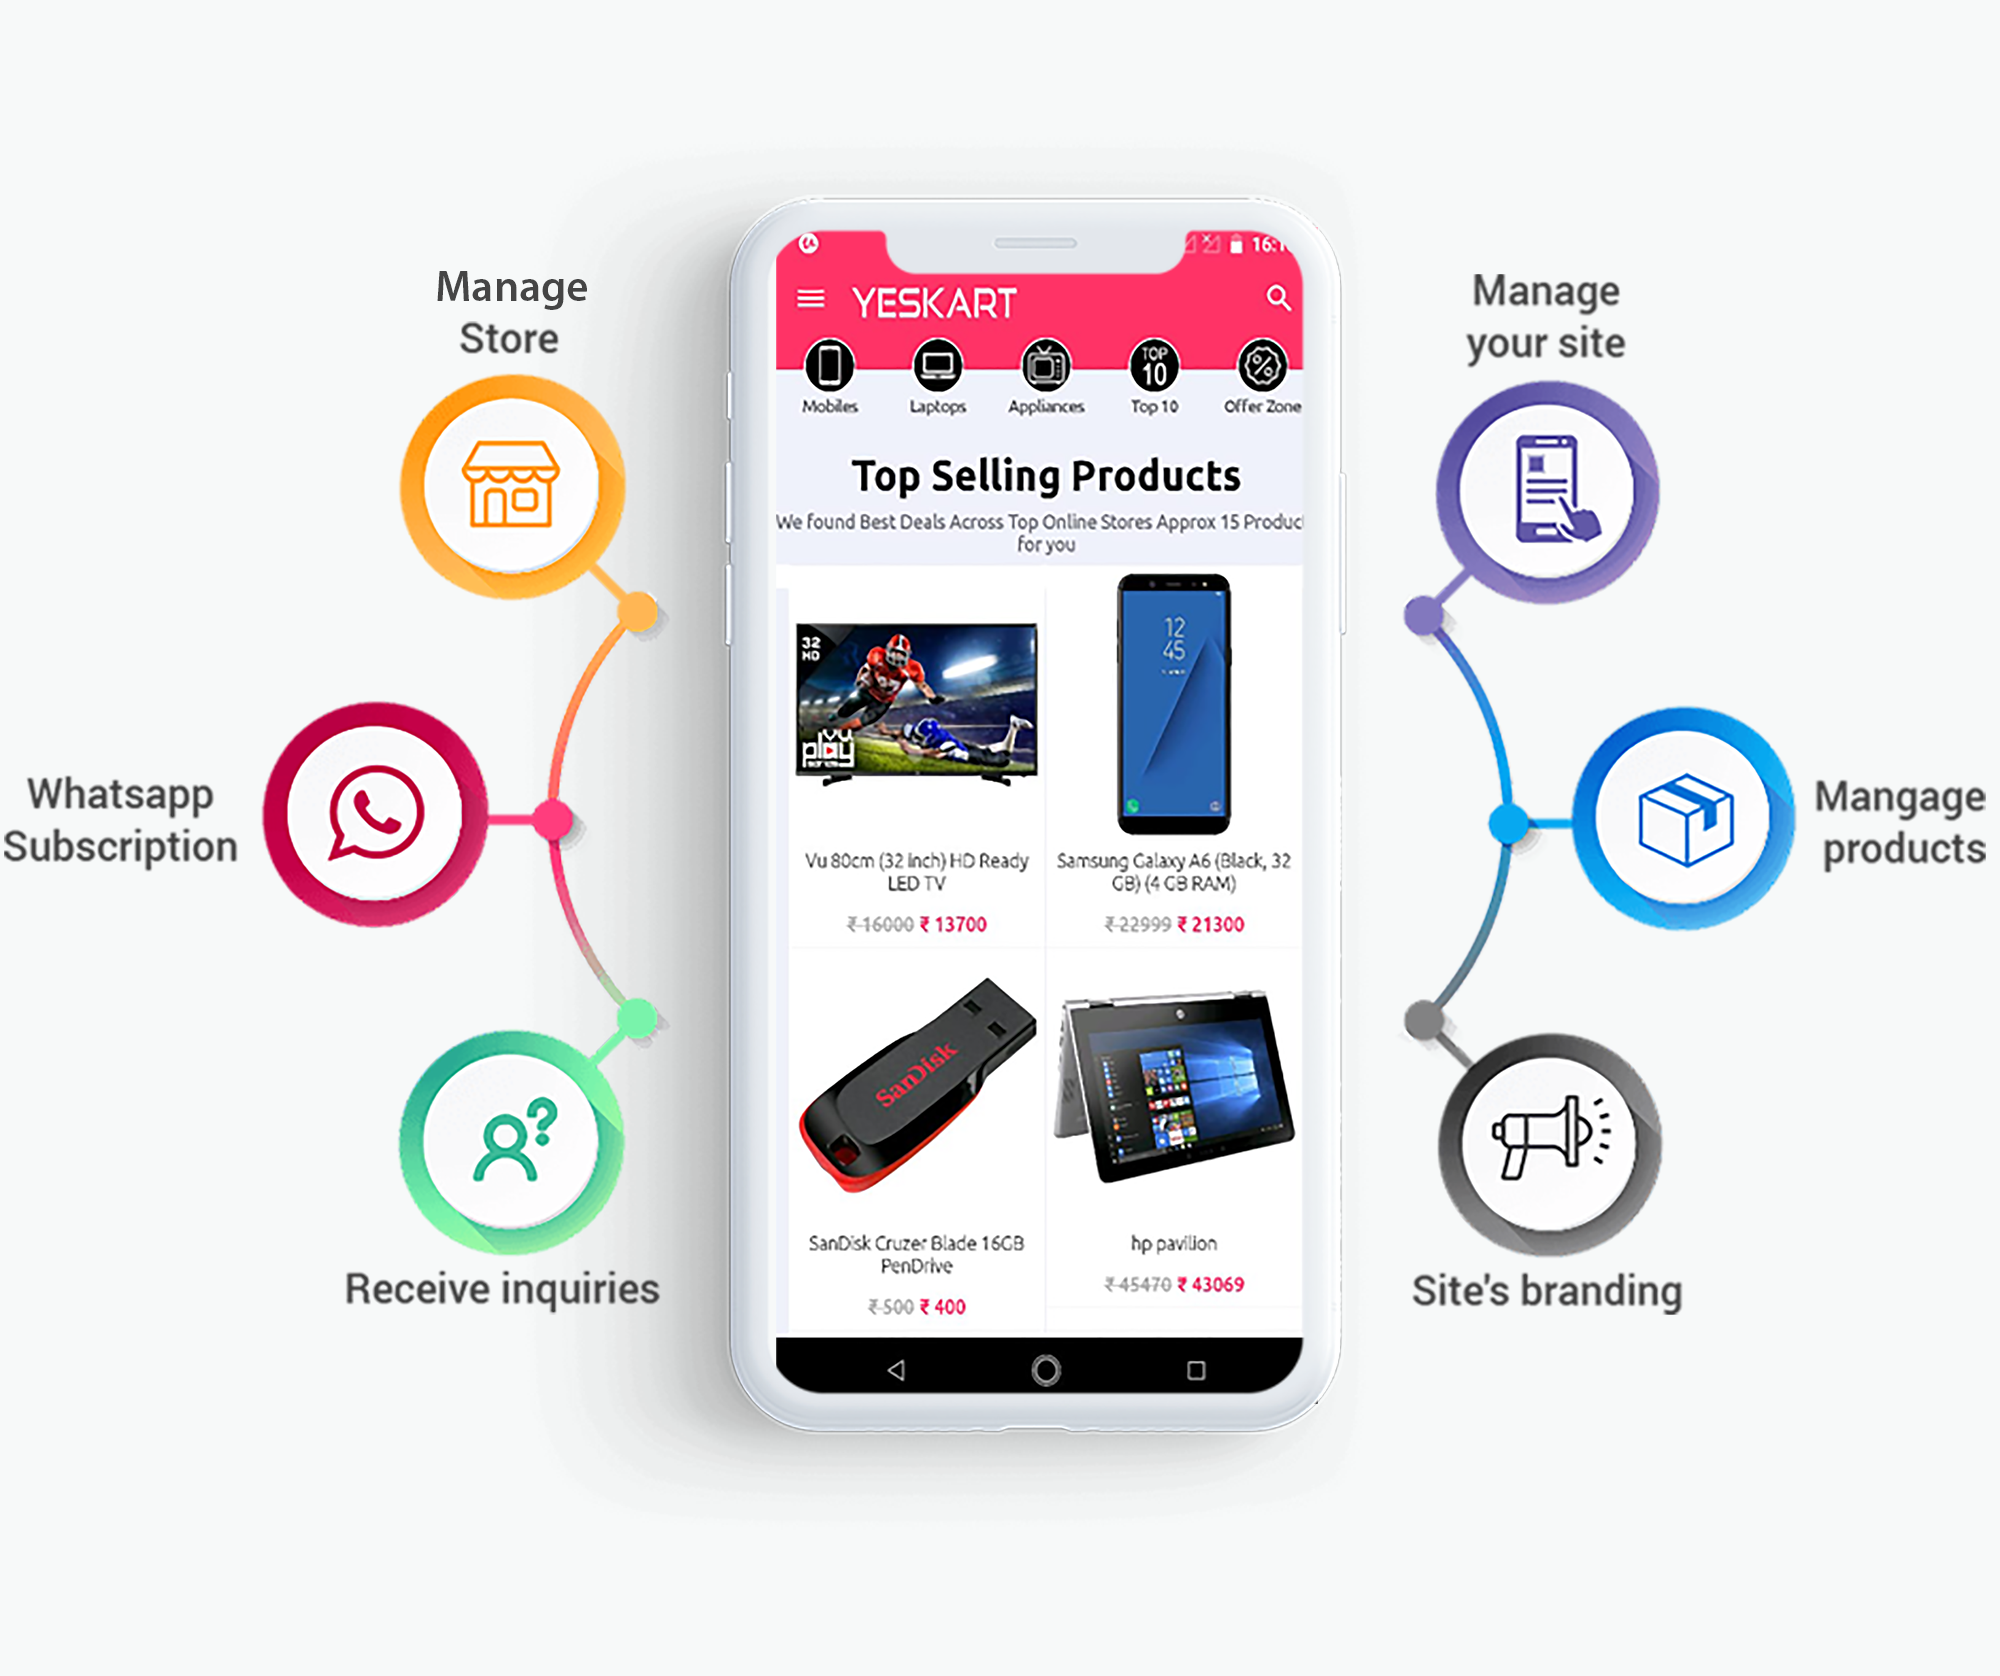 Manage
Store
Whatsapp
Subscription
Receive inquiries
YESKART
TOP
10
Mobiles
Laptops
Appliances
Top 10
Offer Zone
Top Selling Products
We found Best Deals Across Top Online Stores Approx 15
for you
32
HD
vu
play
12
45
Vu 80cm (32 inch) HD Ready
LED TV
₹ 16000 ₹ 13700
Samsung Galaxy A6 (Black, 32
GB) (4 GB RAM)
₹ 22999 ₹ 21300
SanDisk
hp
SanDisk Cruzer Blade 16GB
PenDrive
₹ 500 ₹ 400
hp pavilion
₹ 45470 ₹ 43069
Manage
your site
Mangage
products
Site's branding